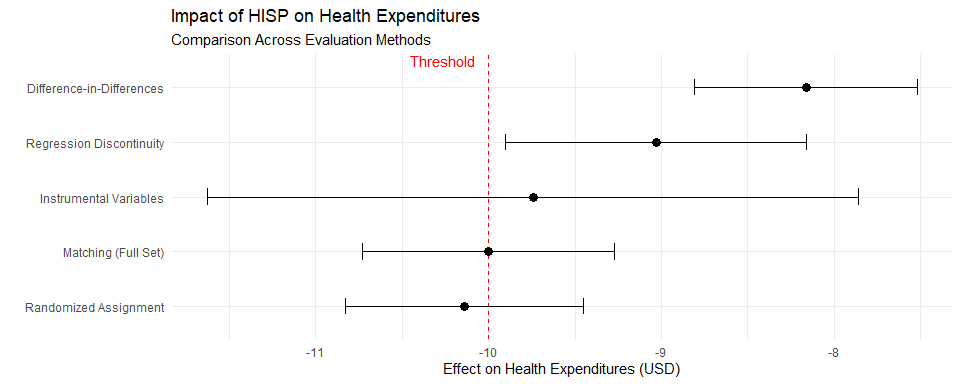 Impact of HISP on Health Expenditures
Comparison Across Evaluation Methods
Threshold
Difference-in-Differences
Regression Discontinuity
Instrumental Variables
Matching (Full Set)
Randomized Assignment
-11 -10 -9 -8
Effect on Health Expenditures (USD)